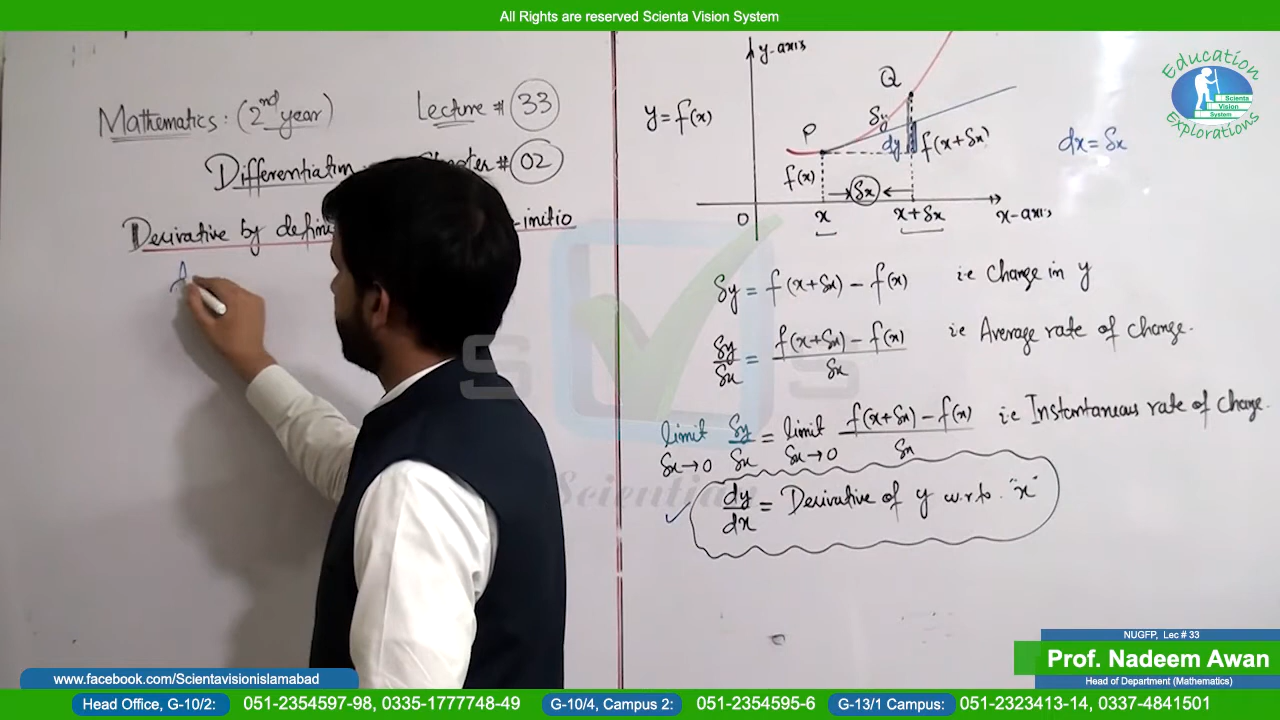 All Rights are reserved Scienta Vision System
Education
Scienta
Vision
System
Explorations
Mathematics: (2nd year) Lecture # 33
Differentiation # 02
Derivative by -initio
y-axis
y = f(x)
P
Q
δy
dy
f(x+δx)
dx = δx
f(x)
δx
O
x
x+δx
x-axis
δy = f(x+δx) − f(x) i.e Change in y
δy/δx = f(x+δx) − f(x)/δx i.e Average rate of change.
limit δx→0 δy/δx = limit δx→0 f(x+δx) − f(x)/δx i.e Instantaneous rate of change.
dy/dx = Derivative of y w.r.to. "x"
NUGFP, Lec # 33
Prof. Nadeem Awan
Head of Department (Mathematics)
www.facebook.com/Scientavisionislamabad
Head Office, G-10/2: 051-2354597-98, 0335-1777748-49 G-10/4, Campus 2: 051-2354595-6 G-13/1 Campus: 051-2323413-14, 0337-4841501